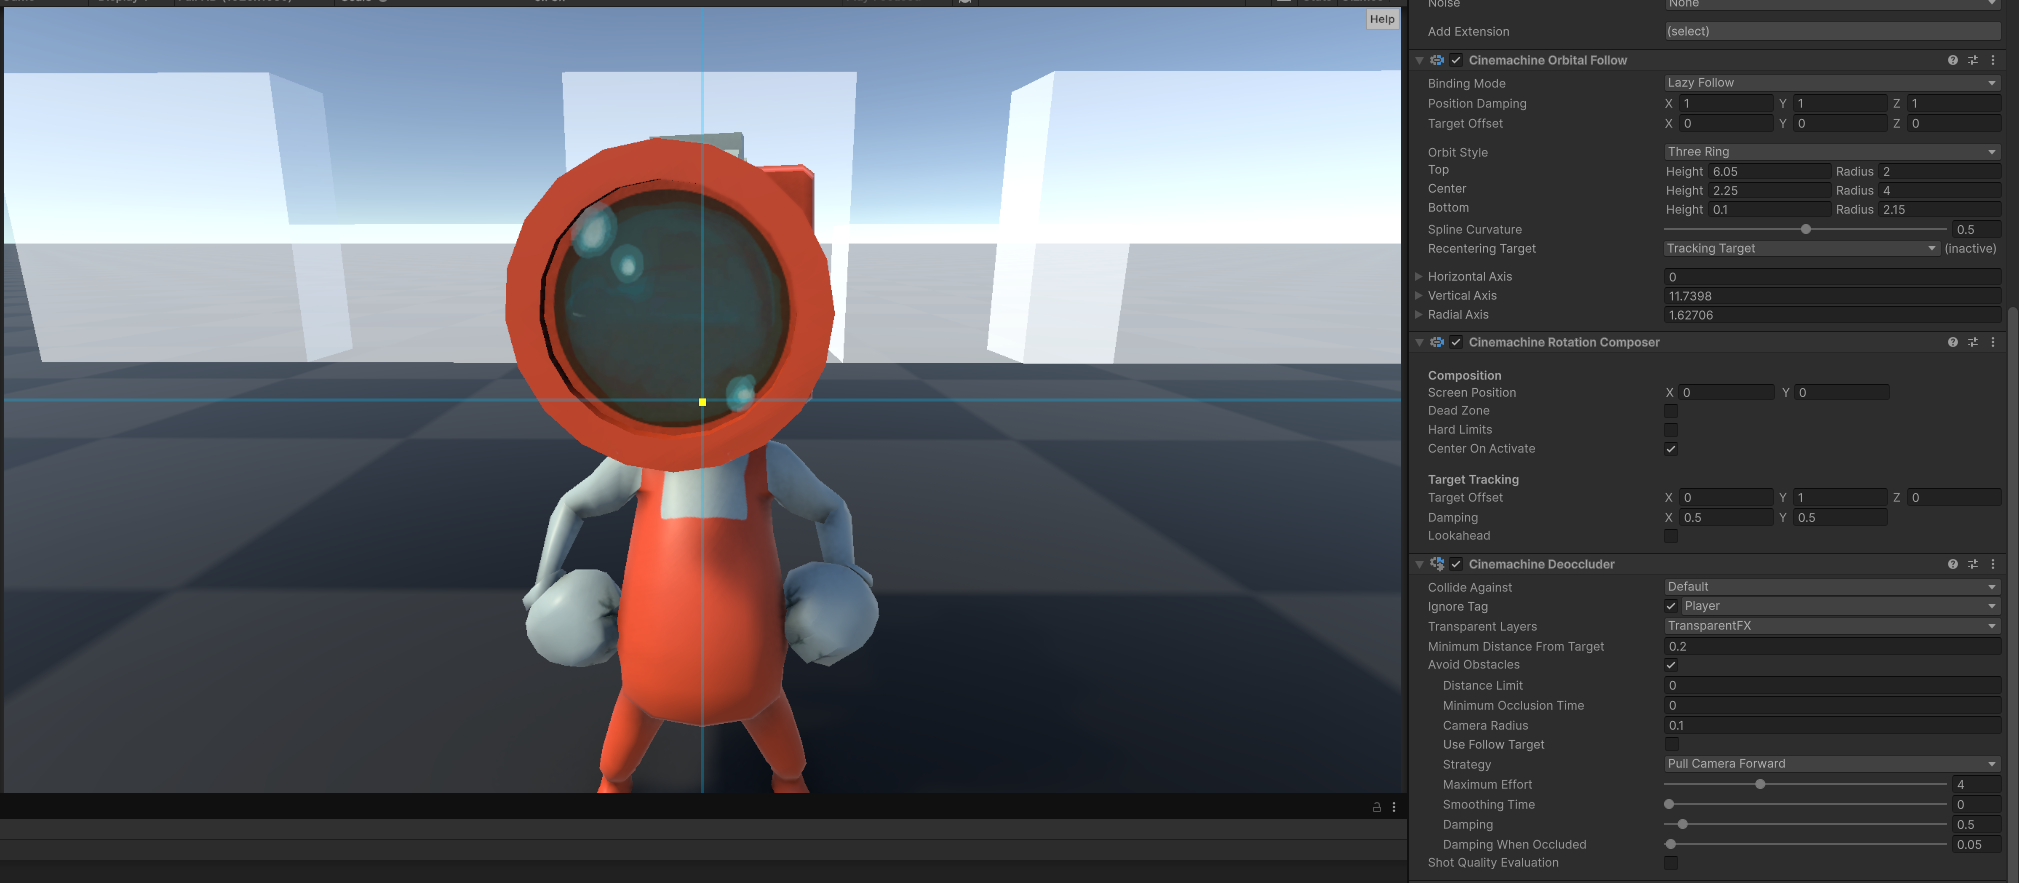 Help
Noise None
Add Extension (select)
Cinemachine Orbital Follow
Binding Mode Lazy Follow
Position Damping X 1 Y 1 Z 1
Target Offset X 0 Y 0 Z 0
Orbit Style Three Ring
Top Height 6.05 Radius 2
Center Height 2.25 Radius 4
Bottom Height 0.1 Radius 2.15
Spline Curvature 0.5
Recentering Target Tracking Target (inactive)
Horizontal Axis 0
Vertical Axis 11.7398
Radial Axis 1.62706
Cinemachine Rotation Composer
Composition
Screen Position X 0 Y 0
Dead Zone
Hard Limits
Center On Activate
Target Tracking
Target Offset X 0 Y 1 Z 0
Damping X 0.5 Y 0.5
Lookahead
Cinemachine Deoccluder
Collide Against Default
Ignore Tag Player
Transparent Layers TransparentFX
Minimum Distance From Target 0.2
Avoid Obstacles
Distance Limit 0
Minimum Occlusion Time 0
Camera Radius 0.1
Use Follow Target
Strategy Pull Camera Forward
Maximum Effort 4
Smoothing Time 0
Damping 0.5
Damping When Occluded 0.05
Shot Quality Evaluation